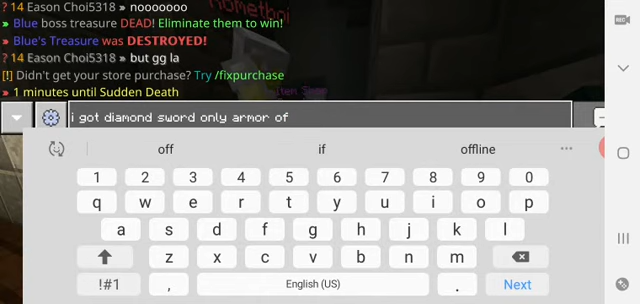 ? 14 Eason Choi5318 » nooooooo
» Blue boss treasure DEAD! Eliminate them to win!
» Blue's Treasure was DESTROYED!
? 14 Eason Choi5318 » but gg la
[!] Didn't get your store purchase? Try /fixpurchase
» 1 minutes until Sudden Death
i got diamond sword only armor of
off if offline
1 2 3 4 5 6 7 8 9 0
q w e r t y u i o p
a s d f g h j k l
z x c v b n m
!#1 , English (US) . Next
REC